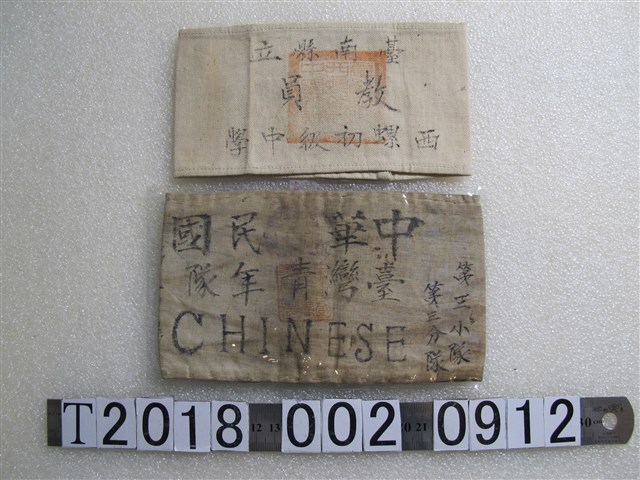 臺南縣立
教員
西螺初級中學
中華民國
臺灣青年隊
CHINESE
第三小隊
第三分隊
T2018 002 0912